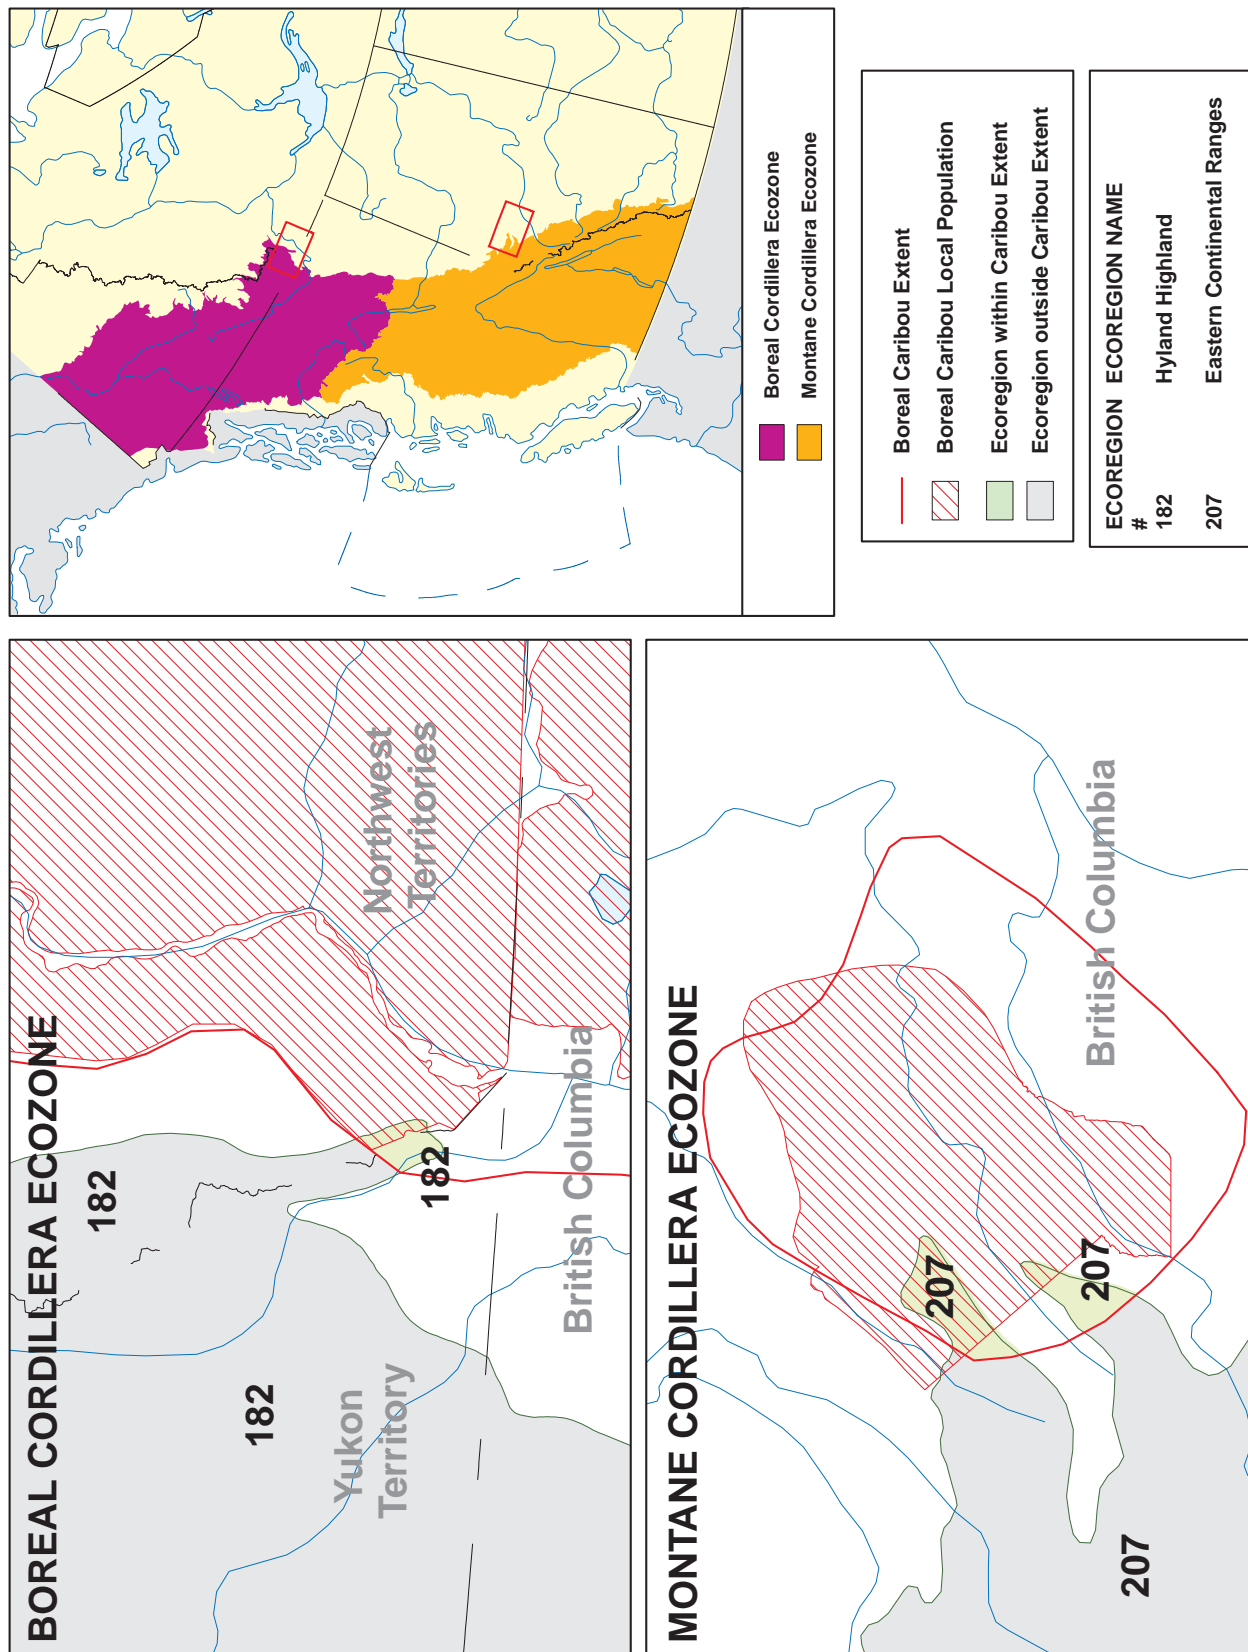 BOREAL CORDILLERA ECOZONE
182
182
182
Yukon
Territory
Northwest
Territories
British Columbia
MONTANE CORDILLERA ECOZONE
207
207
207
British Columbia
Boreal Cordillera Ecozone
Montane Cordillera Ecozone
Boreal Caribou Extent
Boreal Caribou Local Population
Ecoregion within Caribou Extent
Ecoregion outside Caribou Extent
ECOREGION ECOREGION NAME
#
182 Hyland Highland
207 Eastern Continental Ranges